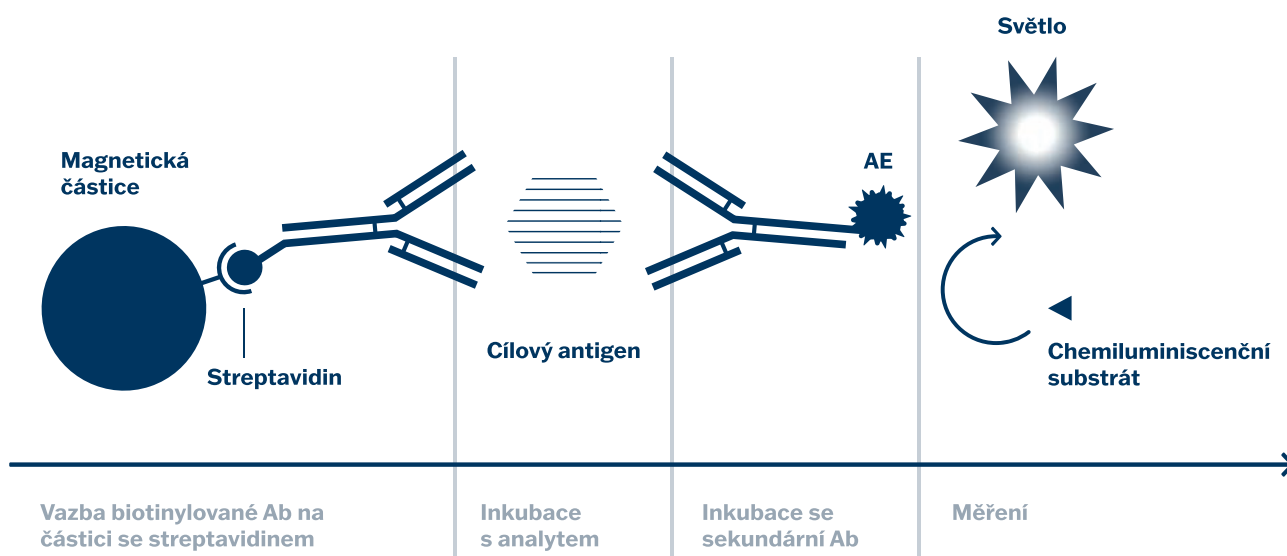 Světlo
Magnetická
částice
AE
Cílový antigen
Streptavidin
Chemiluminiscenční
substrát
Vazba biotinylované Ab na
částici se streptavidinem
Inkubace
s analytem
Inkubace se
sekundární Ab
Měření